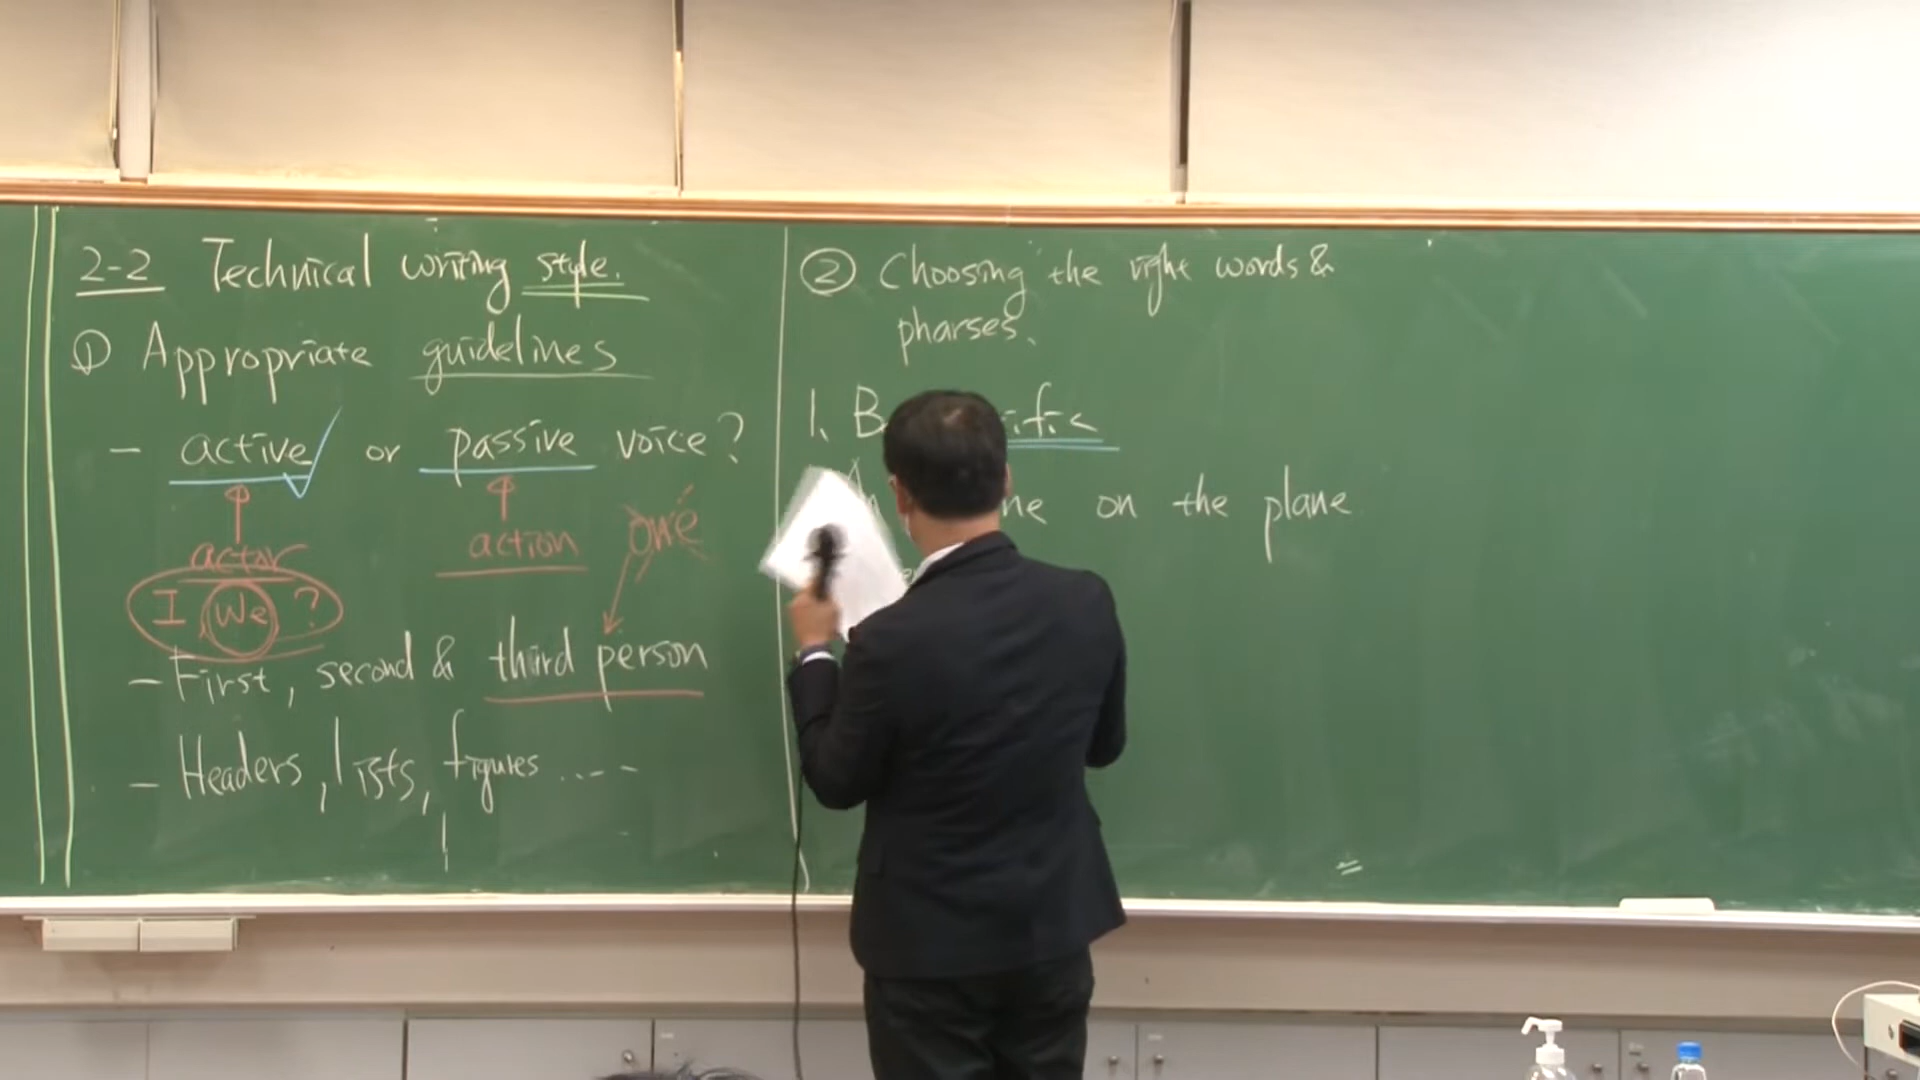 2-2 Technical writing style.
① Appropriate guidelines
- active or passive voice?
actor action one
I We ?
- First, second & third person
- Headers, lists, figures ....
② Choosing the right words &
pharses.
1. on the plane